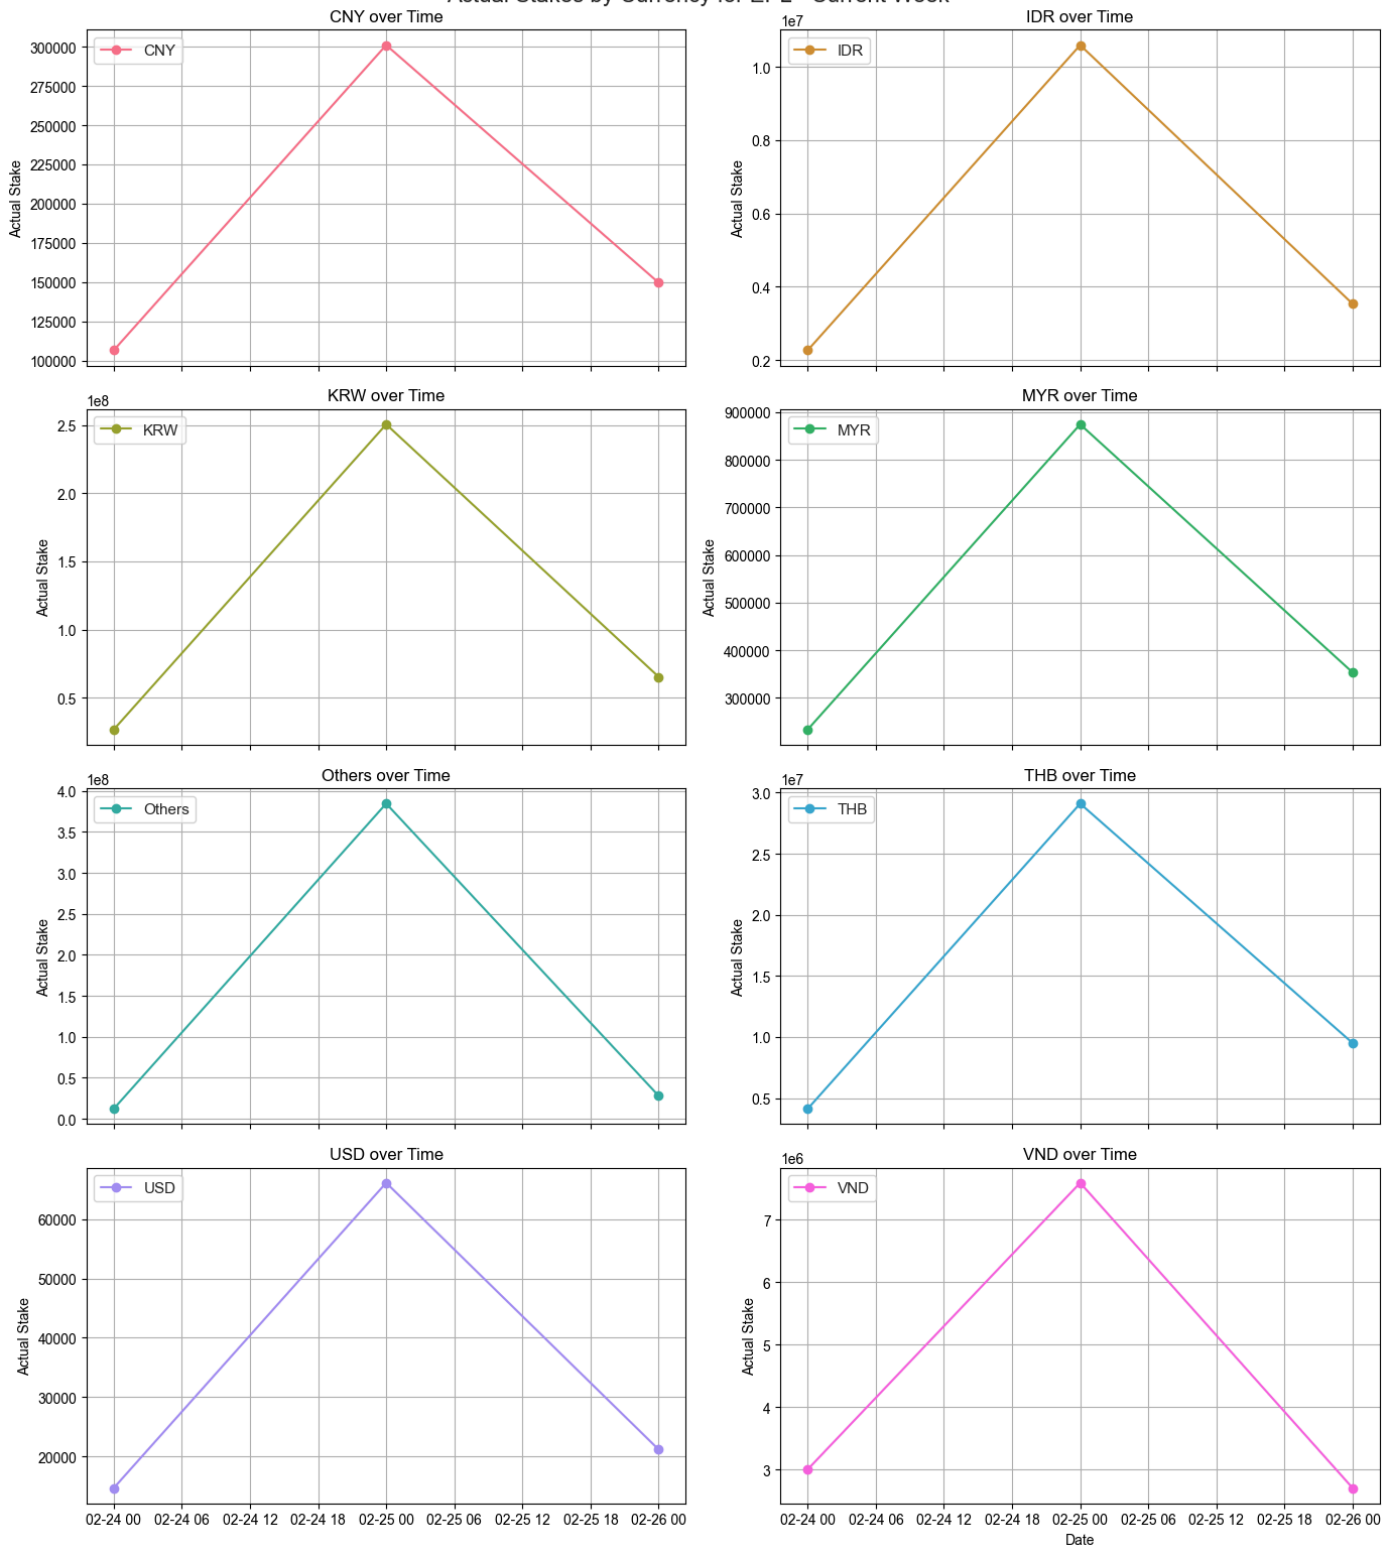 Actual Stakes by Currency for EPL - Current Week
CNY over Time
CNY
300000
275000
250000
225000
200000
175000
150000
125000
100000
Actual Stake
IDR over Time
1e7
IDR
1.0
0.8
0.6
0.4
0.2
Actual Stake
KRW over Time
1e8
KRW
2.5
2.0
1.5
1.0
0.5
Actual Stake
MYR over Time
MYR
900000
800000
700000
600000
500000
400000
300000
Actual Stake
Others over Time
1e8
Others
4.0
3.5
3.0
2.5
2.0
1.5
1.0
0.5
0.0
Actual Stake
THB over Time
1e7
THB
3.0
2.5
2.0
1.5
1.0
0.5
Actual Stake
USD over Time
USD
60000
50000
40000
30000
20000
Actual Stake
02-24 00 02-24 06 02-24 12 02-24 18 02-25 00 02-25 06 02-25 12 02-25 18 02-26 00
VND over Time
1e6
VND
7
6
5
4
3
Actual Stake
02-24 00 02-24 06 02-24 12 02-24 18 02-25 00 02-25 06 02-25 12 02-25 18 02-26 00
Date